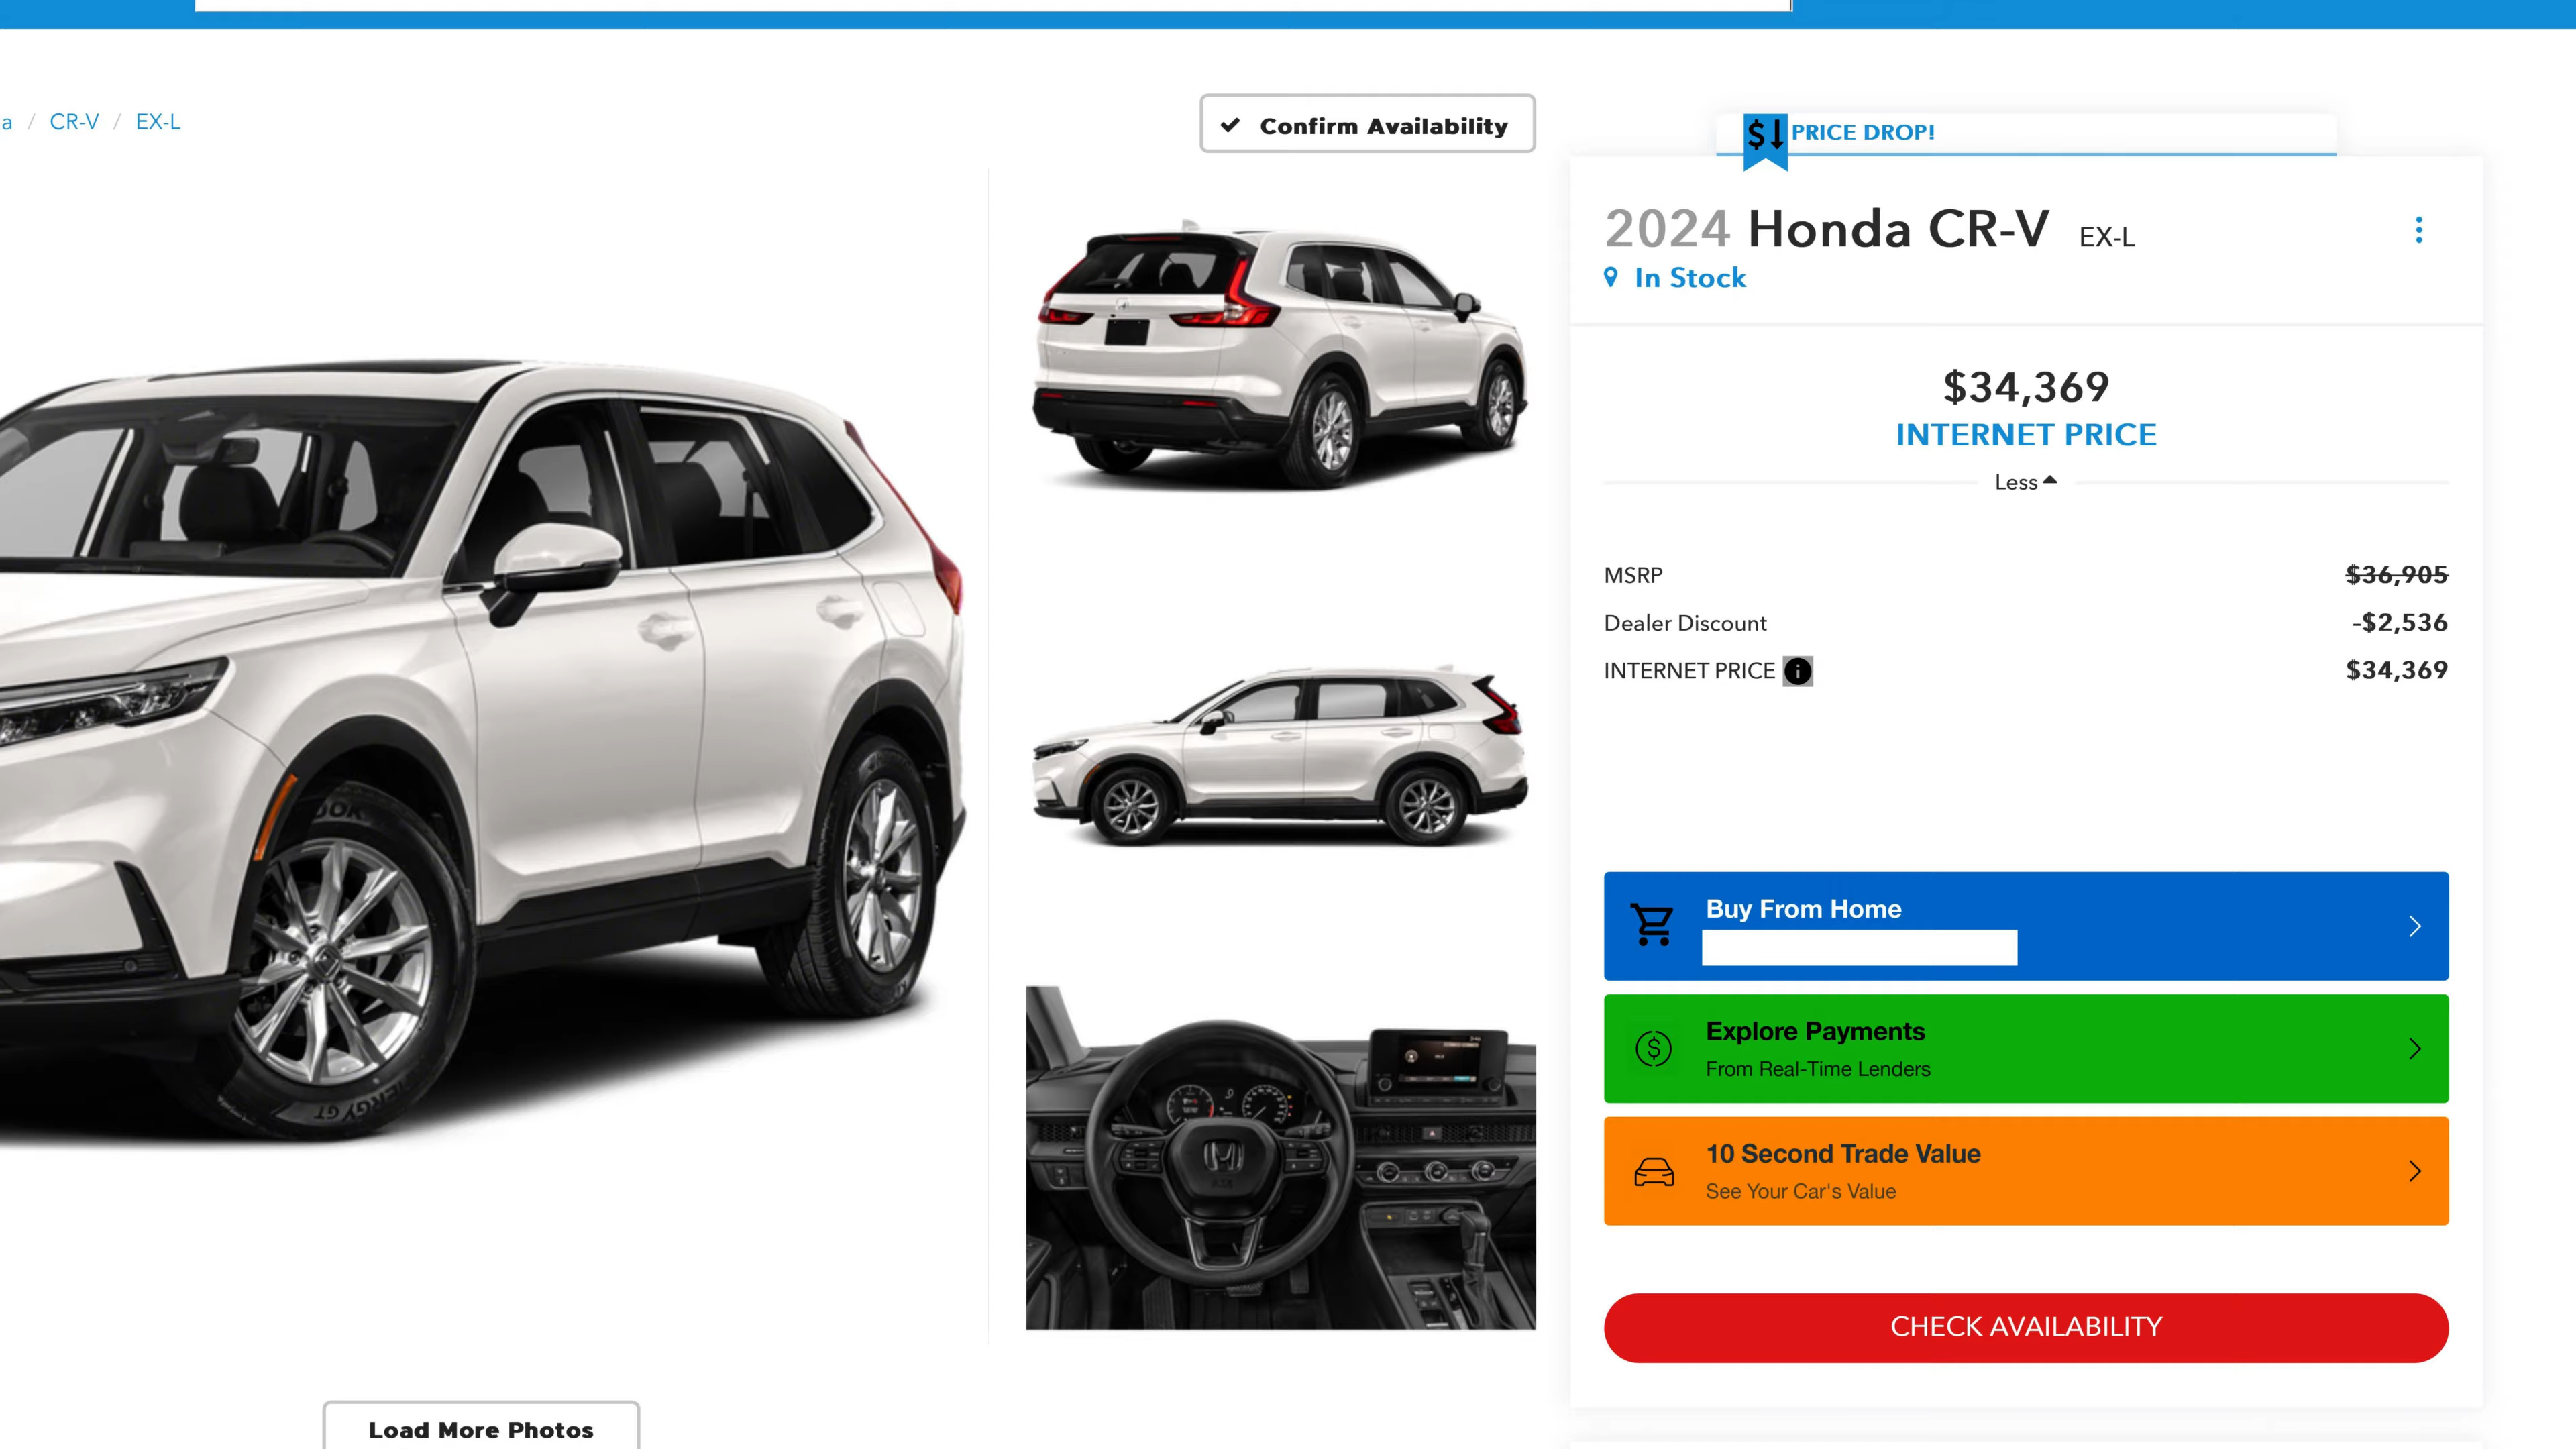 a / CR-V / EX-L
Confirm Availability
PRICE DROP!
2024 Honda CR-V EX-L
In Stock
$34,369
INTERNET PRICE
Less
MSRP $36,905
Dealer Discount -$2,536
INTERNET PRICE $34,369
Buy From Home
Explore Payments
From Real-Time Lenders
10 Second Trade Value
See Your Car's Value
CHECK AVAILABILITY
Load More Photos